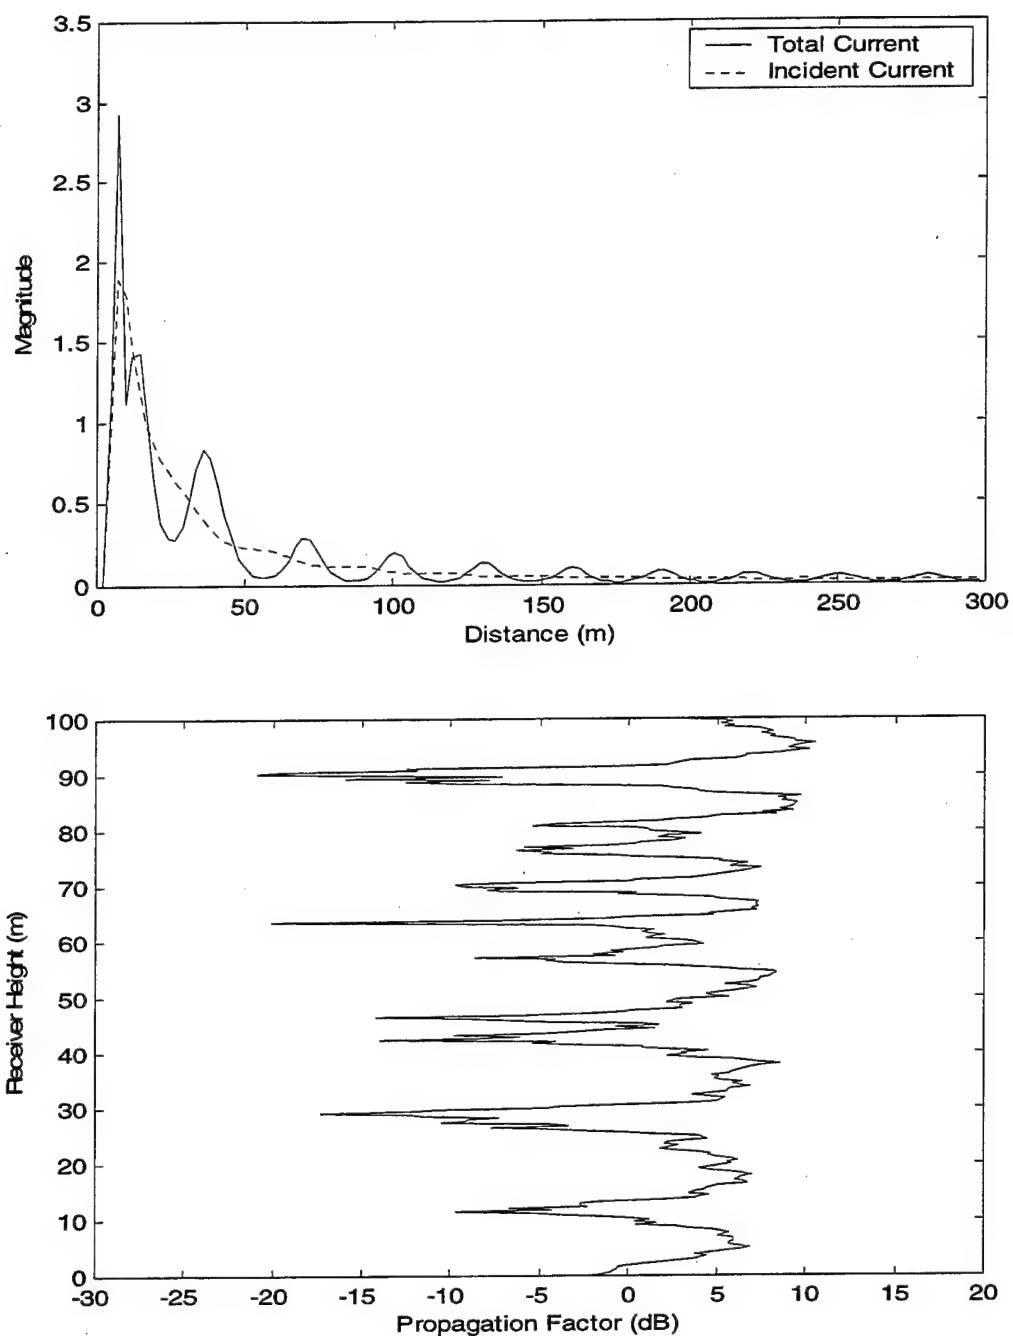 3.5
3
2.5
2
1.5
1
0.5
0
Magnitude
Total Current
Incident Current
0 50 100 150 200 250 300
Distance (m)
100
90
80
70
60
50
40
30
20
10
0
Receiver Height (m)
-30 -25 -20 -15 -10 -5 0 5 10 15 20
Propagation Factor (dB)